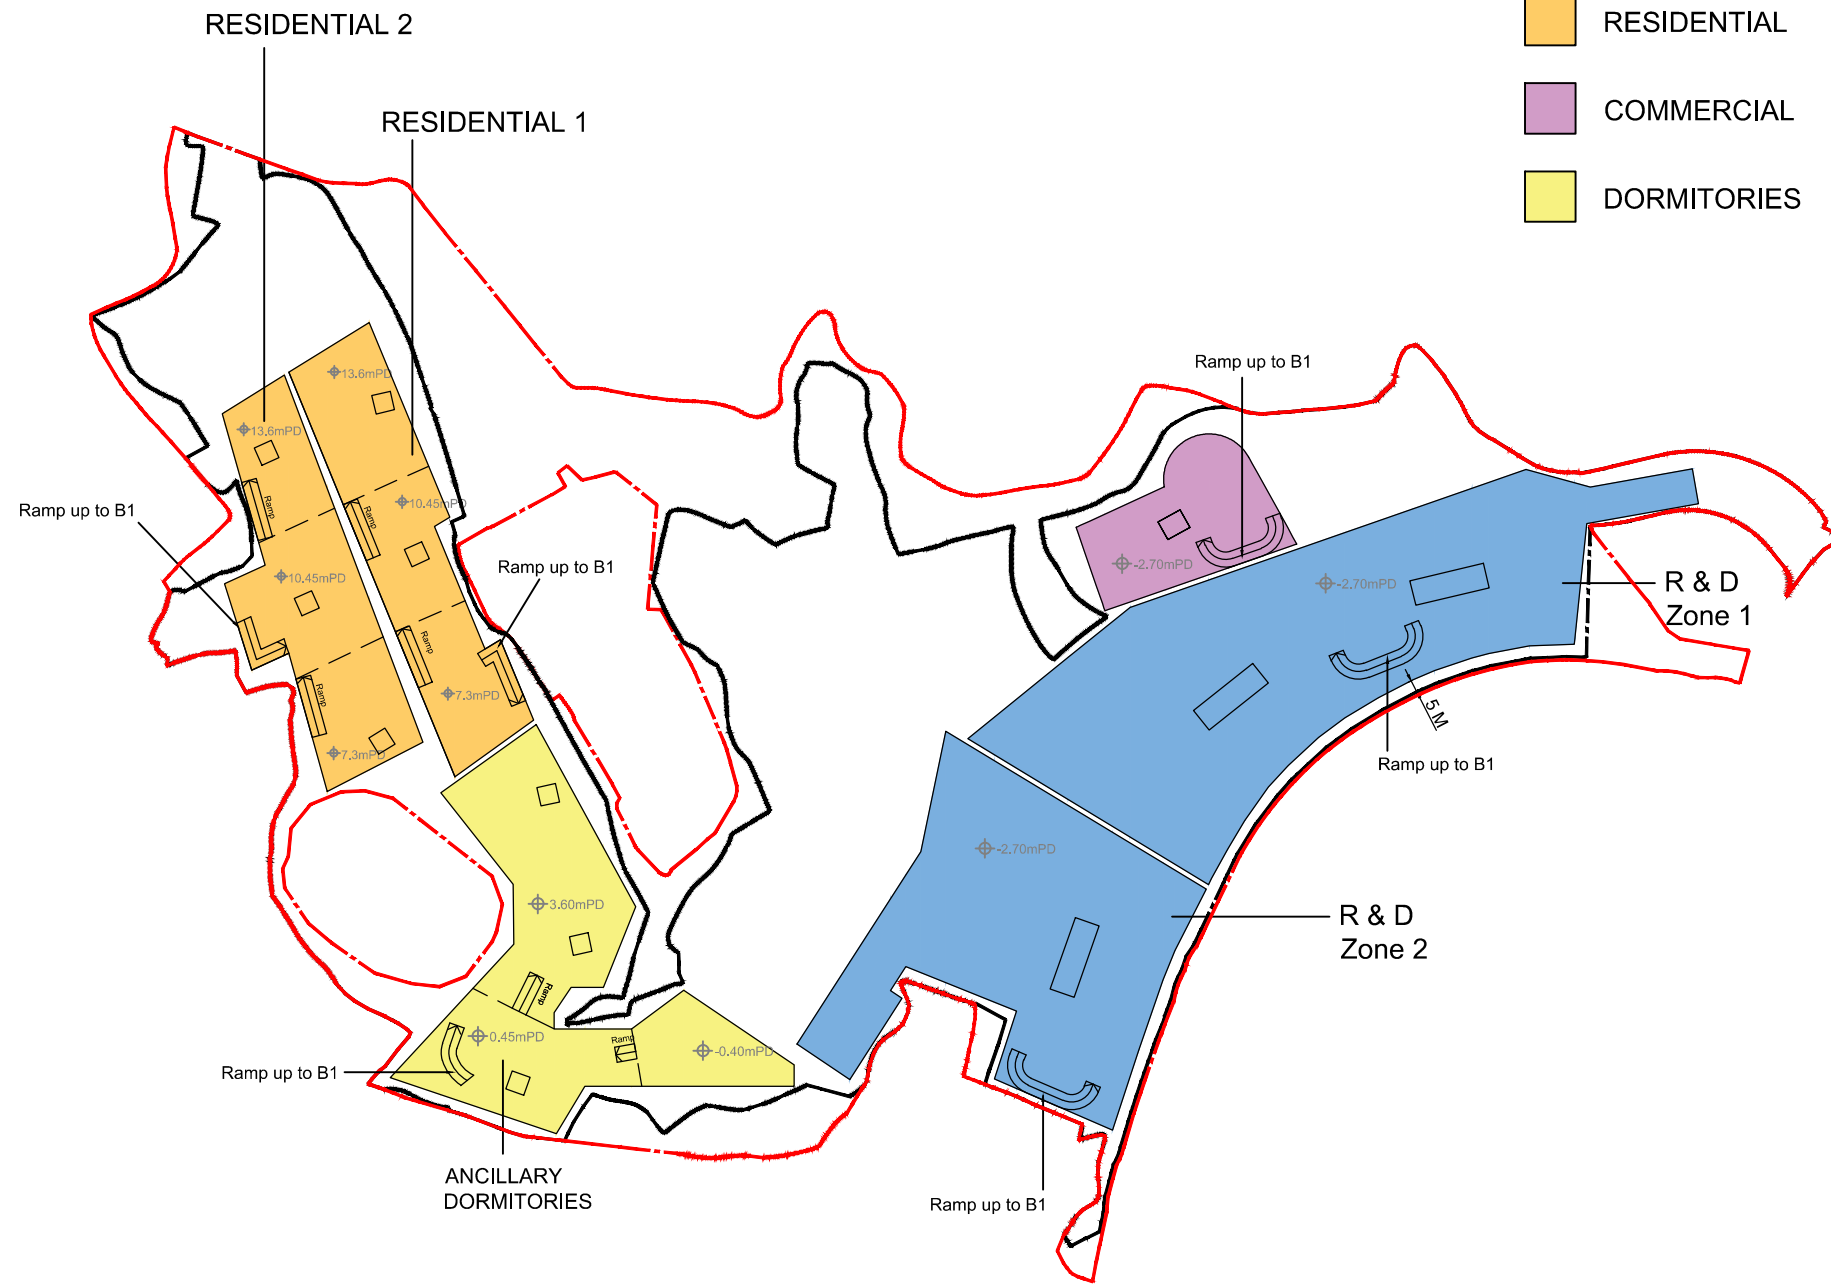 RESIDENTIAL 2
RESIDENTIAL
COMMERCIAL
RESIDENTIAL 1
DORMITORIES
Ramp up to B1
13.6mPD
13.6mPD
Ramp up to B1
Ramp
10.45mPD
Ramp
Ramp up to B1
-2.70mPD
10.45mPD
-2.70mPD
R & D
Zone 1
Ramp
Ramp
7.3mPD
5 M
7.3mPD
Ramp up to B1
-2.70mPD
3.60mPD
R & D
Zone 2
Ramp
0.45mPD
Ramp
-0.40mPD
Ramp up to B1
ANCILLARY
DORMITORIES
Ramp up to B1